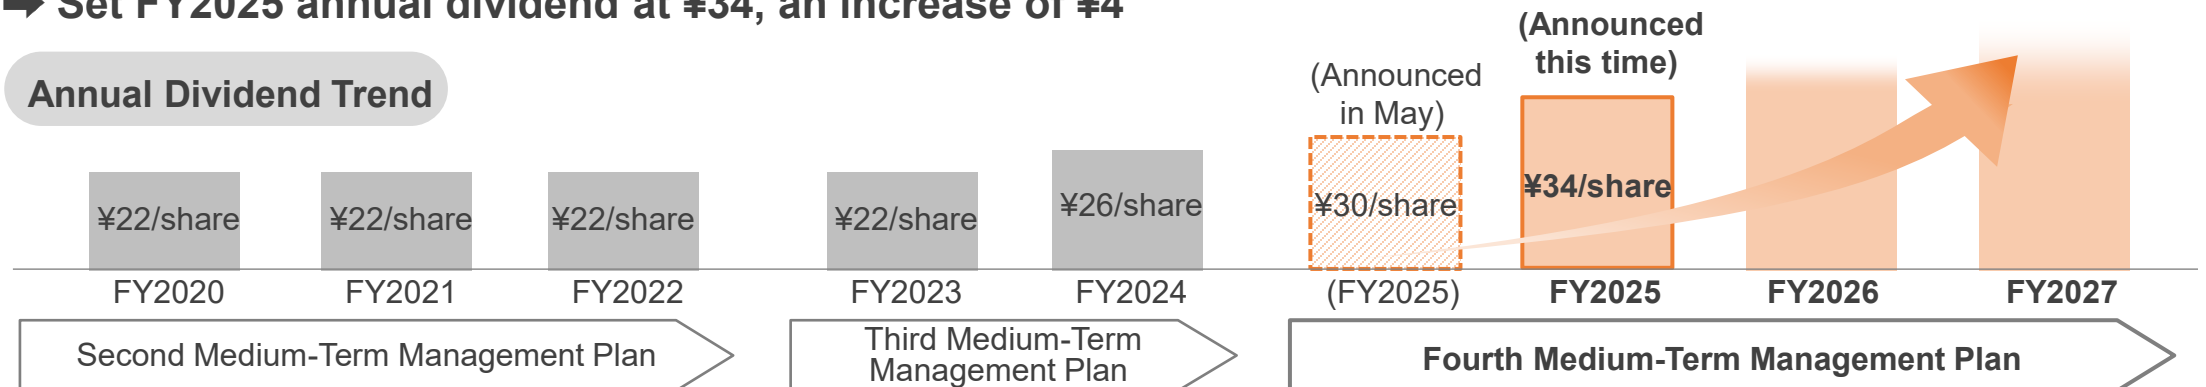 ➡ Set FY2025 annual dividend at ¥34, an increase of ¥4
Annual Dividend Trend
(Announced
in May)
(Announced
this time)
¥22/share
¥22/share
¥22/share
¥22/share
¥26/share
¥30/share
¥34/share
FY2020
FY2021
FY2022
FY2023
FY2024
(FY2025)
FY2025
FY2026
FY2027
Second Medium-Term Management Plan
Third Medium-Term
Management Plan
Fourth Medium-Term Management Plan